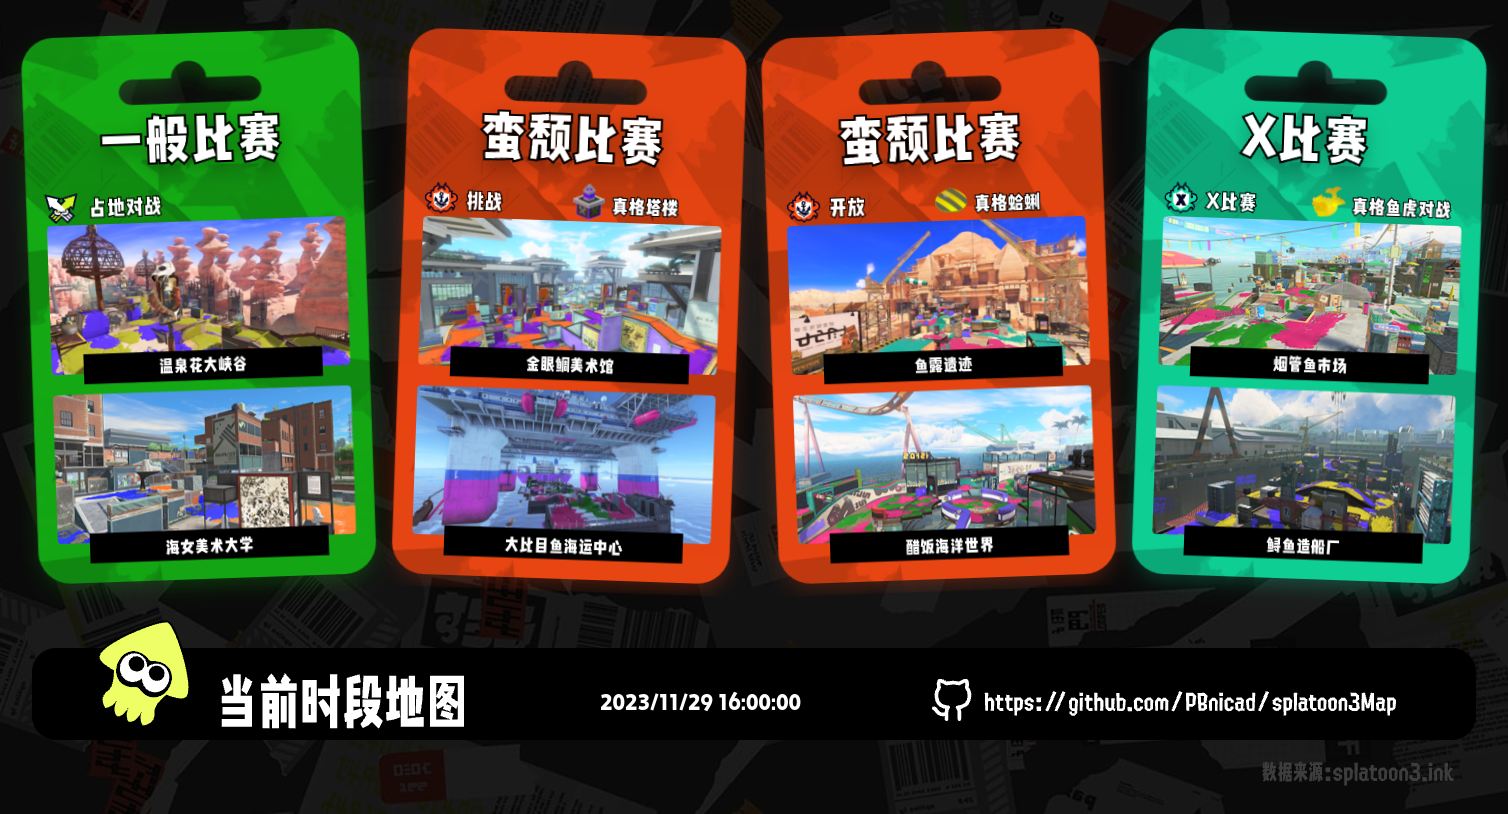 一般比赛
占地对战
温泉花大峡谷
海女美术大学
蛮颓比赛
挑战
真格塔楼
金眼鲷美术馆
大比目鱼海运中心
蛮颓比赛
开放
真格蛤蜊
鱼露遗迹
醋饭海洋世界
X比赛
X比赛
真格鱼虎对战
烟管鱼市场
鲟鱼造船厂
当前时段地图
2023/11/29 16:00:00
https://github.com/PBnicad/splatoon3Map
数据来源:splatoon3.ink